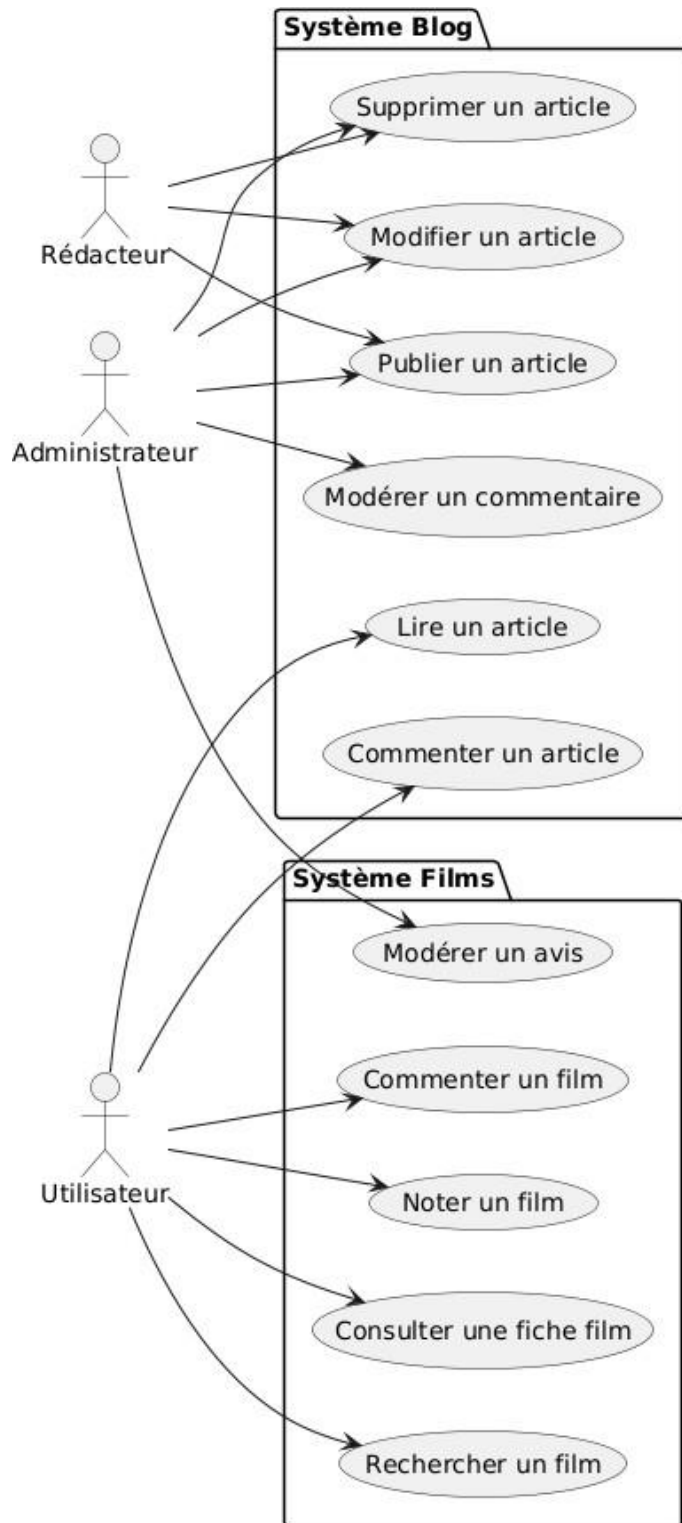 Système Blog
Supprimer un article
Rédacteur
Modifier un article
Publier un article
Administrateur
Modérer un commentaire
Lire un article
Commenter un article
Système Films
Modérer un avis
Commenter un film
Utilisateur
Noter un film
Consulter une fiche film
Rechercher un film